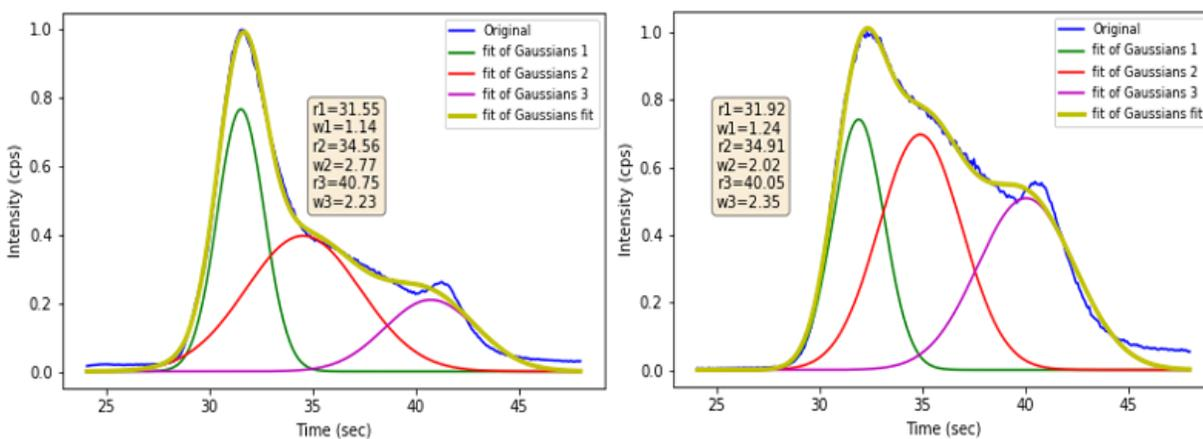 Original
fit of Gaussians 1
fit of Gaussians 2
fit of Gaussians 3
fit of Gaussians fit
r1=31.55
w1=1.14
r2=34.56
w2=2.77
r3=40.75
w3=2.23
1.0
0.8
0.6
0.4
0.2
0.0
Intensity (cps)
25 30 35 40 45
Time (sec)
Original
fit of Gaussians 1
fit of Gaussians 2
fit of Gaussians 3
fit of Gaussians fit
r1=31.92
w1=1.24
r2=34.91
w2=2.02
r3=40.05
w3=2.35
1.0
0.8
0.6
0.4
0.2
0.0
Intensity (cps)
25 30 35 40 45
Time (sec)